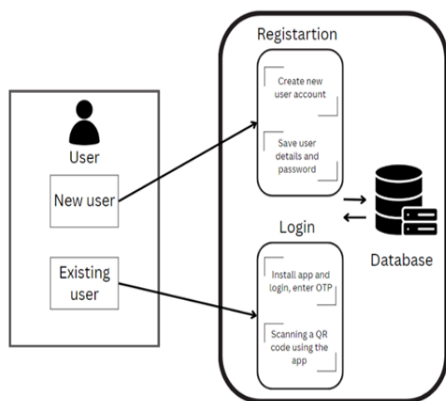 User
New user
Existing
user
Registartion
Create new
user account
Save user
details and
password
Login
Install app and
login, enter OTP
Scanning a QR
code using the
app
Database